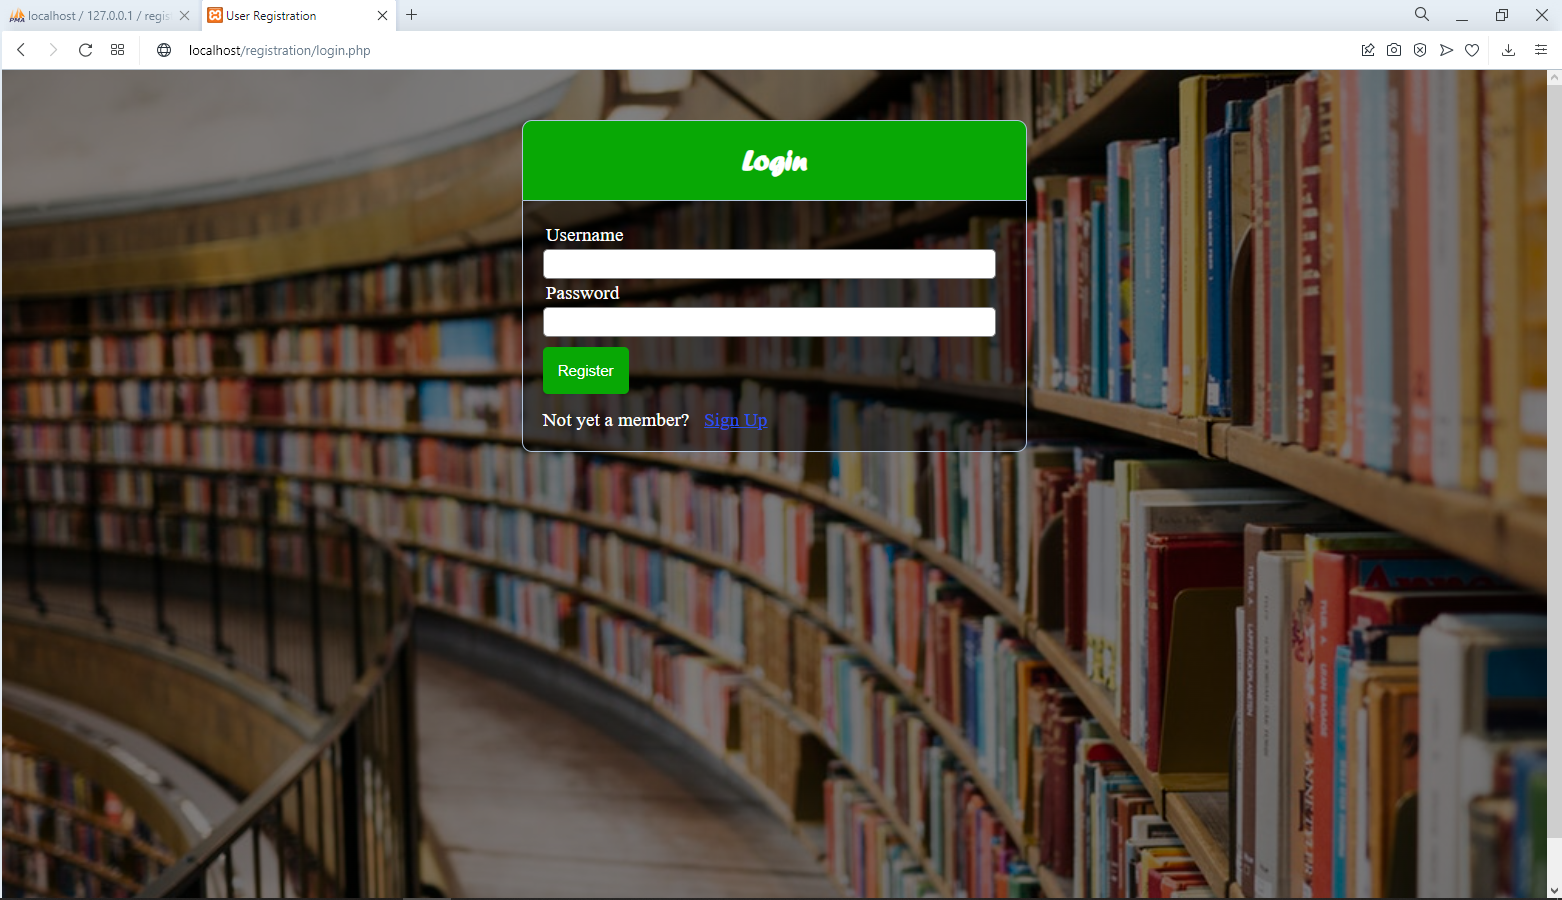 localhost / 127.0.0.1 / regis
User Registration
localhost/registration/login.php
Login
Username
Password
Register
Not yet a member? Sign Up